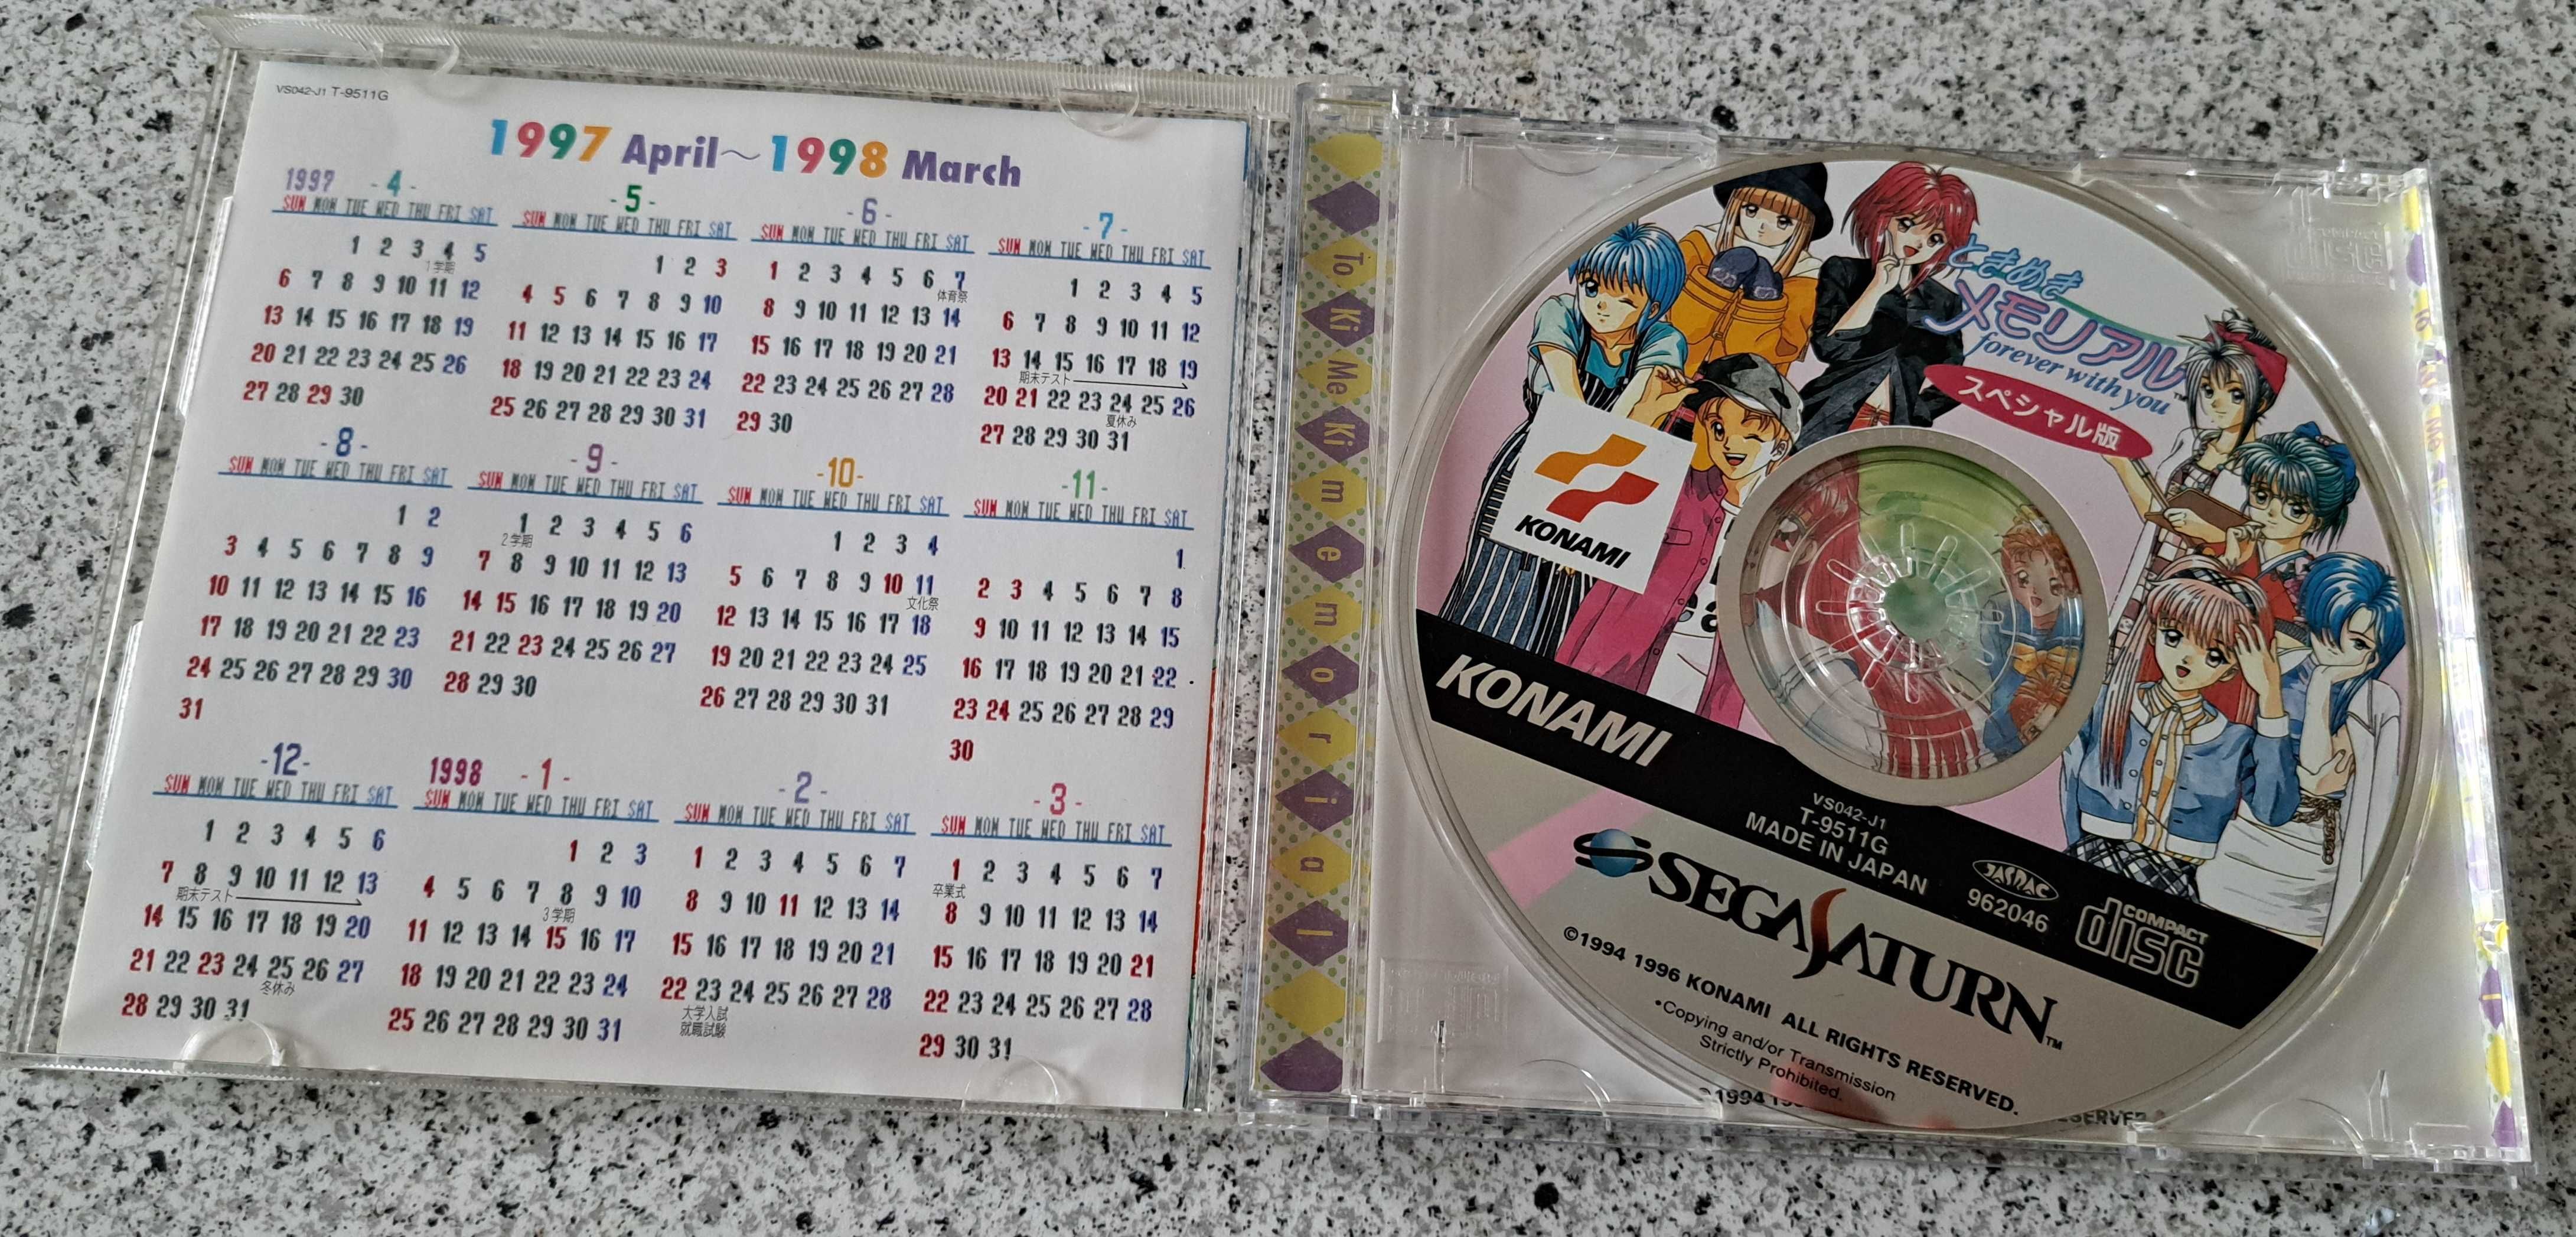 VS042-J1 T-9511G
1997 April～1998 March
1997 -4-
SUN MON TUE WED THU FRI SAT
1 2 3 4 5
1学期
6 7 8 9 10 11 12
13 14 15 16 17 18 19
20 21 22 23 24 25 26
27 28 29 30
-5-
SUN MON TUE WED THU FRI SAT
1 2 3
4 5 6 7 8 9 10
11 12 13 14 15 16 17
18 19 20 21 22 23 24
25 26 27 28 29 30 31
-6-
SUN MON TUE WED THU FRI SAT
1 2 3 4 5 6 7
体育祭
8 9 10 11 12 13 14
15 16 17 18 19 20 21
22 23 24 25 26 27 28
29 30
-7-
SUN MON TUE WED THU FRI SAT
1 2 3 4 5
6 7 8 9 10 11 12
13 14 15 16 17 18 19
期末テスト
20 21 22 23 24 25 26
夏休み
27 28 29 30 31
-8-
SUN MON TUE WED THU FRI SAT
1 2
3 4 5 6 7 8 9
10 11 12 13 14 15 16
17 18 19 20 21 22 23
24 25 26 27 28 29 30
31
-9-
SUN MON TUE WED THU FRI SAT
1 2 3 4 5 6
2学期
7 8 9 10 11 12 13
14 15 16 17 18 19 20
21 22 23 24 25 26 27
28 29 30
-10-
SUN MON TUE WED THU FRI SAT
1 2 3 4
5 6 7 8 9 10 11
文化祭
12 13 14 15 16 17 18
19 20 21 22 23 24 25
26 27 28 29 30 31
-11-
SUN MON TUE WED THU FRI SAT
1
2 3 4 5 6 7 8
9 10 11 12 13 14 15
16 17 18 19 20 21 22
23 24 25 26 27 28 29
30
-12-
SUN MON TUE WED THU FRI SAT
1 2 3 4 5 6
7 8 9 10 11 12 13
期末テスト
14 15 16 17 18 19 20
21 22 23 24 25 26 27
冬休み
28 29 30 31
1998 -1-
SUN MON TUE WED THU FRI SAT
1 2 3
4 5 6 7 8 9 10
3学期
11 12 13 14 15 16 17
18 19 20 21 22 23 24
25 26 27 28 29 30 31
-2-
SUN MON TUE WED THU FRI SAT
1 2 3 4 5 6 7
8 9 10 11 12 13 14
15 16 17 18 19 20 21
22 23 24 25 26 27 28
大学入試
就職試験
-3-
SUN MON TUE WED THU FRI SAT
1 2 3 4 5 6 7
卒業式
8 9 10 11 12 13 14
15 16 17 18 19 20 21
22 23 24 25 26 27 28
29 30 31
To Ki Me Ki memorial
ときめき
メモリアル
forever with you
スペシャル版
KONAMI
KONAMI
VS042-J1
T-9511G
MADE IN JAPAN
JASRAC
962046
COMPACT
disc
SEGA SATURN™
©1994 1996 KONAMI ALL RIGHTS RESERVED.
•Copying and/or Transmission
Strictly Prohibited.
©1994